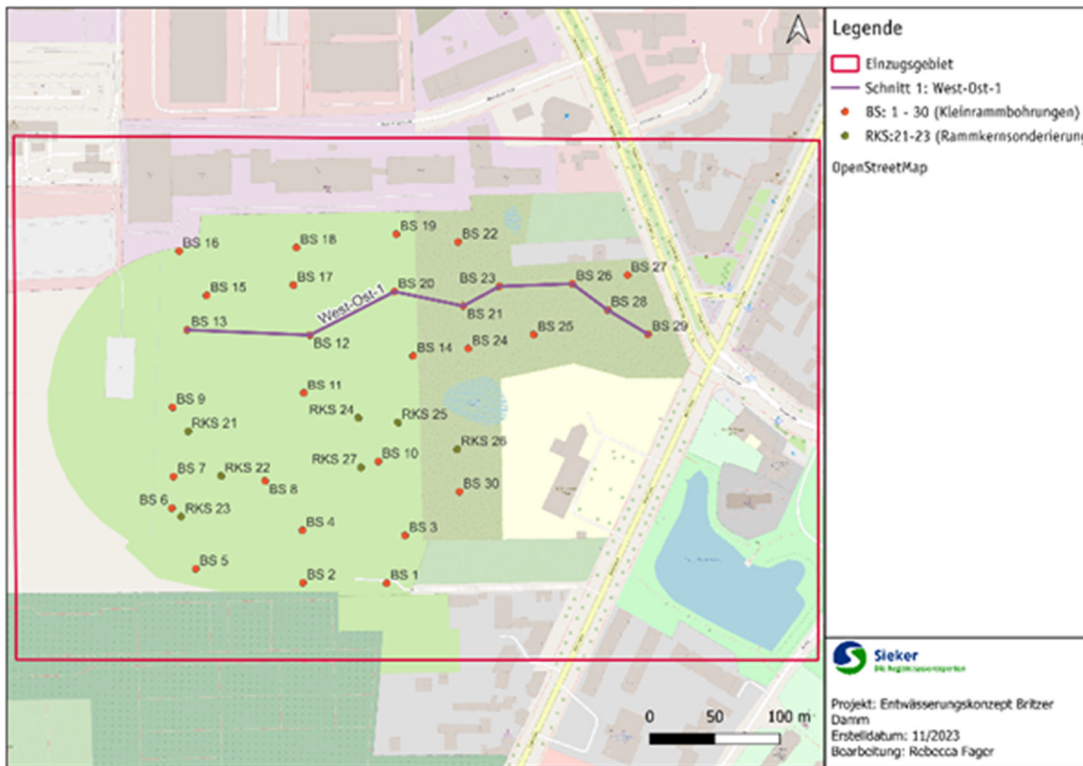 BS 16
BS 18
BS 19
BS 22
BS 15
BS 17
BS 20
BS 23
BS 26
BS 27
West-Ost-1
BS 13
BS 12
BS 21
BS 28
BS 25
BS 29
BS 14
BS 24
BS 9
BS 11
RKS 21
RKS 24
RKS 25
RKS 26
BS 7
RKS 22
BS 8
RKS 27
BS 10
BS 6
RKS 23
BS 30
BS 4
BS 3
BS 5
BS 2
BS 1
0 50 100 m
Legende
Einzugsgebiet
Schnitt 1: West-Ost-1
BS: 1 - 30 (Kleinrammbohrungen)
RKS:21-23 (Rammkernsondierung
OpenStreetMap
Sieker
Die Regenwasserexperten
Projekt: Entwässerungskonzept Britzer
Damm
Erstelldatum: 11/2023
Bearbeitung: Rebecca Fager